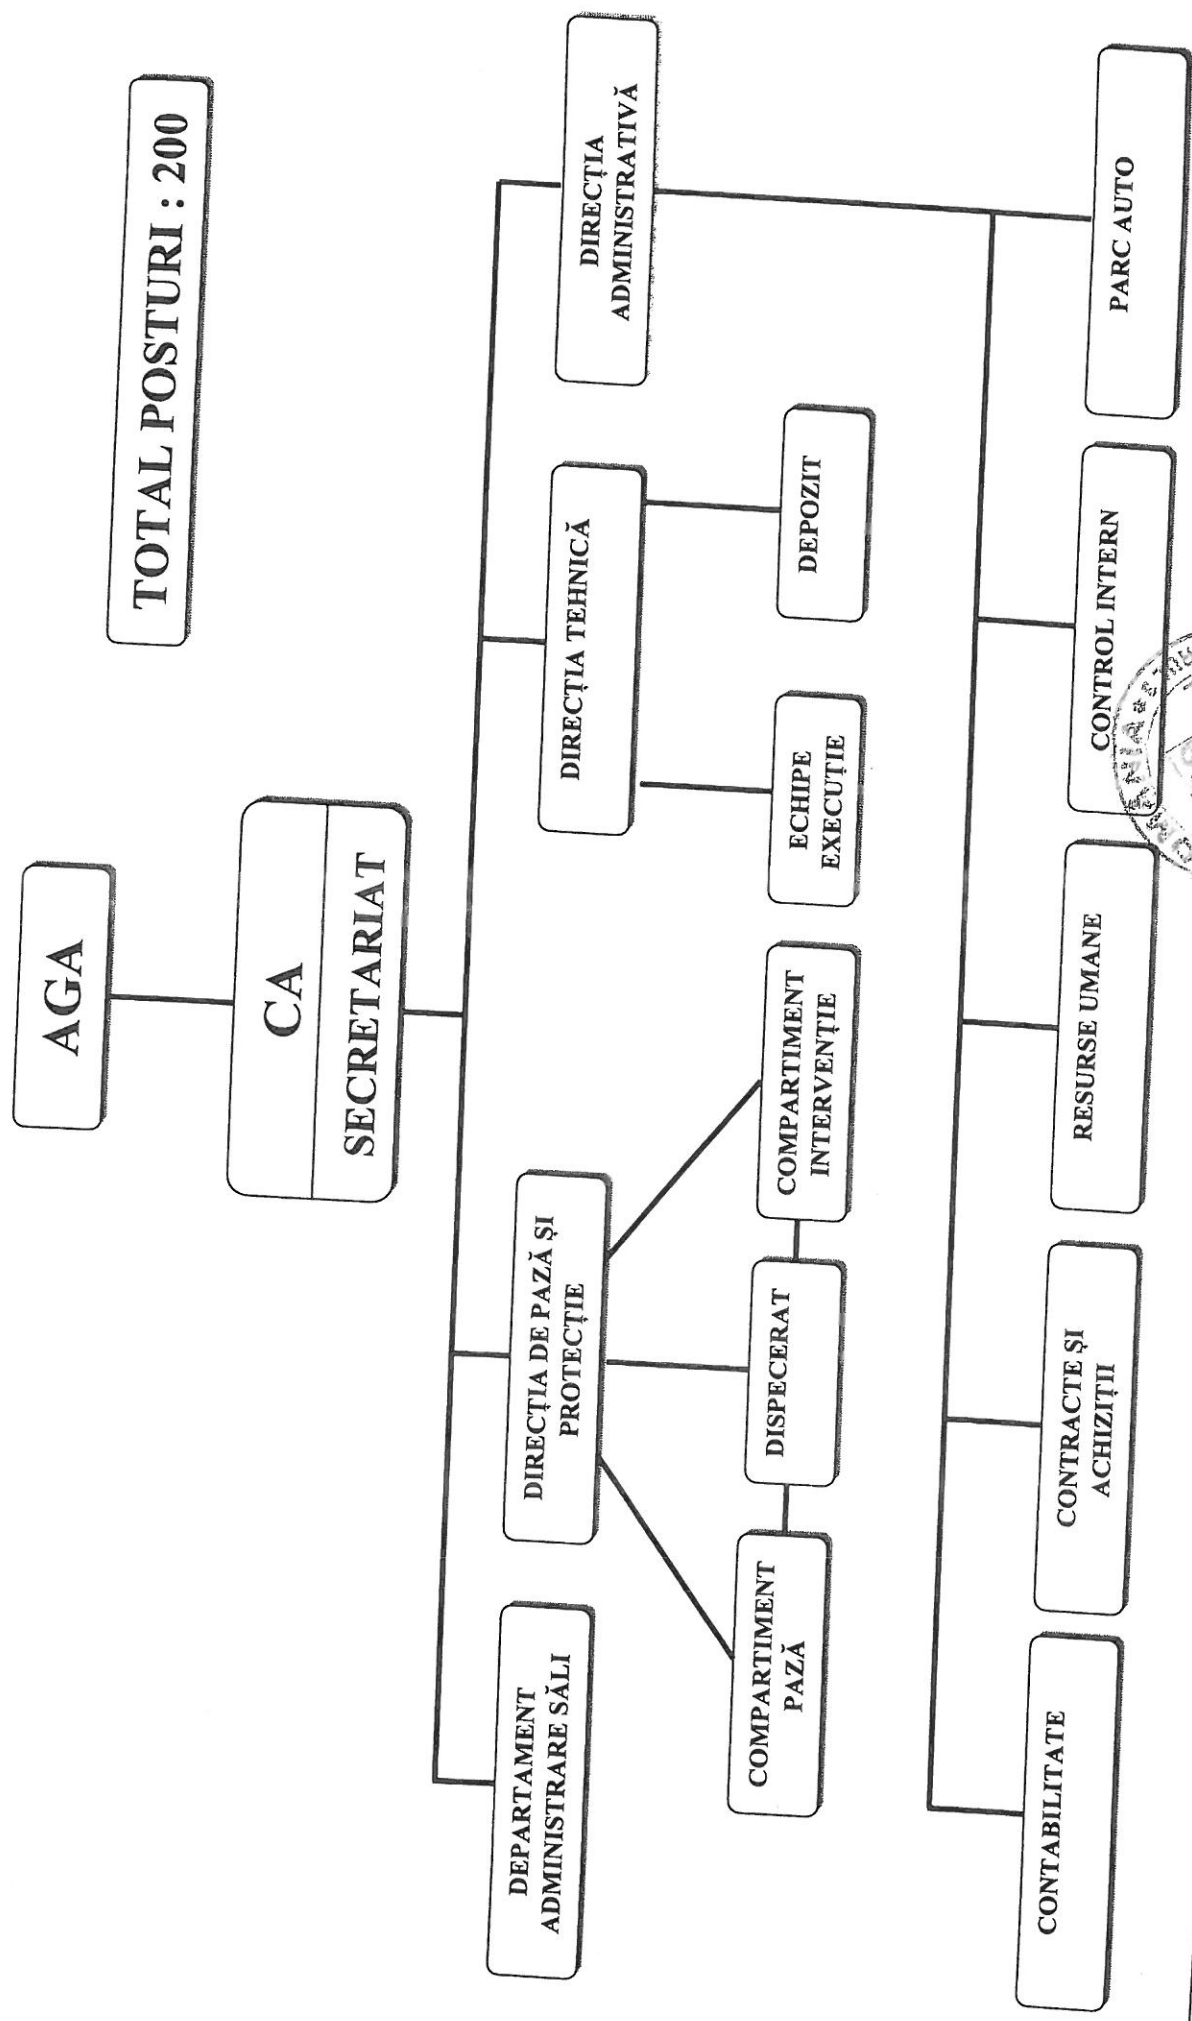 TOTAL POSTURI : 200
AGA
CA
SECRETARIAT
DEPARTAMENT
ADMINISTRARE SĂLI
DIRECȚIA DE PAZĂ ȘI
PROTECȚIE
DIRECȚIA TEHNICĂ
DIRECȚIA
ADMINISTRATIVĂ
COMPARTIMENT
PAZĂ
DISPECERAT
COMPARTIMENT
INTERVENȚIE
ECHIPE
EXECUȚIE
DEPOZIT
CONTABILITATE
CONTRACTE ȘI
ACHIZIȚII
RESURSE UMANE
CONTROL INTERN
PARC AUTO